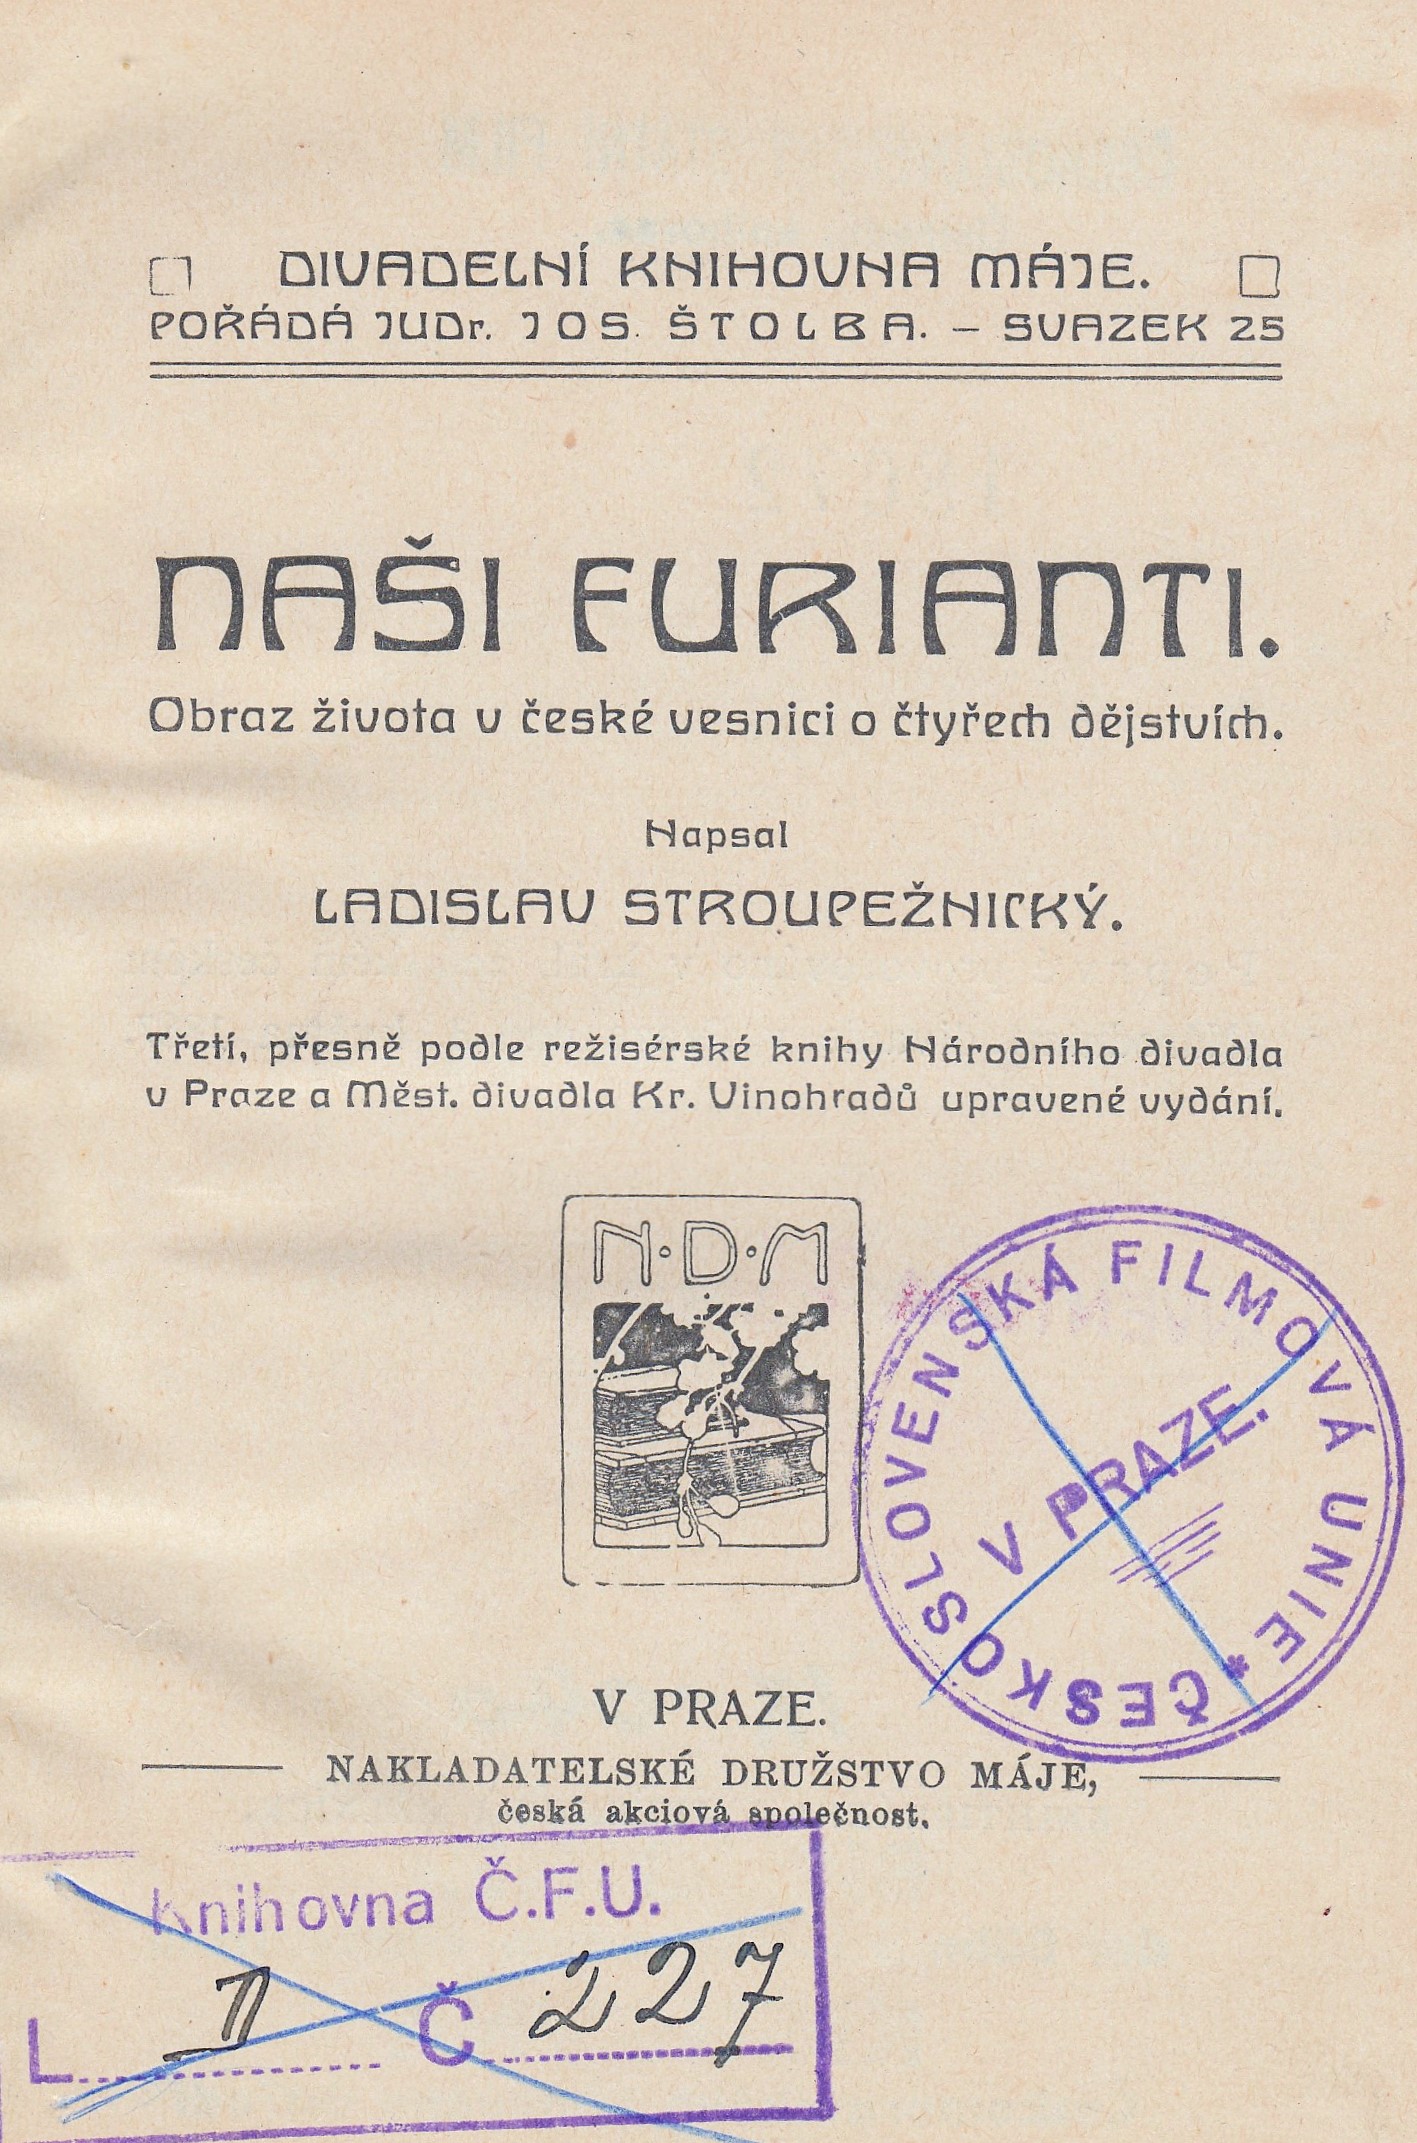 DIVADELNÍ KNIHOVNA MÁJE.
POŘÁDÁ JUDr. JOS. ŠTOLBA. — SVAZEK 25
NAŠI FURIANTI.
Obraz života v české vesnici o čtyřech dějstvích.
Napsal
LADISLAV STROUPEŽNICKÝ.
Třetí, přesně podle režisérské knihy Národního divadla
v Praze a Měst. divadla Kr. Vinohradů upravené vydání.
N·D·M
ČESKOSLOVENSKÁ FILMOVÁ UNIE *
V PRAZE.
V PRAZE.
NAKLADATELSKÉ DRUŽSTVO MÁJE,
česká akciová společnost.
Knihovna Č.F.U.
L II Č 227